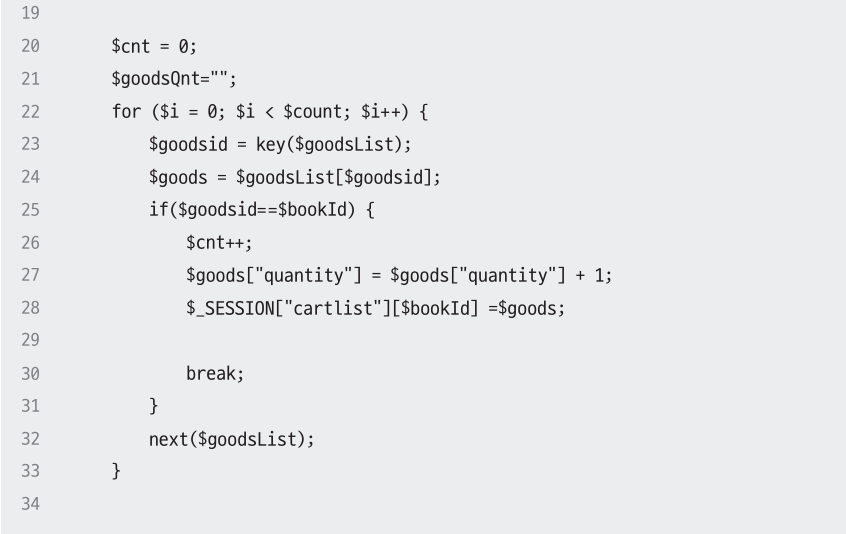 19
20 $cnt = 0;
21 $goodsQnt="";
22 for ($i = 0; $i < $count; $i++) {
23 $goodsid = key($goodsList);
24 $goods = $goodsList[$goodsid];
25 if($goodsid==$bookId) {
26 $cnt++;
27 $goods["quantity"] = $goods["quantity"] + 1;
28 $_SESSION["cartlist"][$bookId] =$goods;
29
30 break;
31 }
32 next($goodsList);
33 }
34